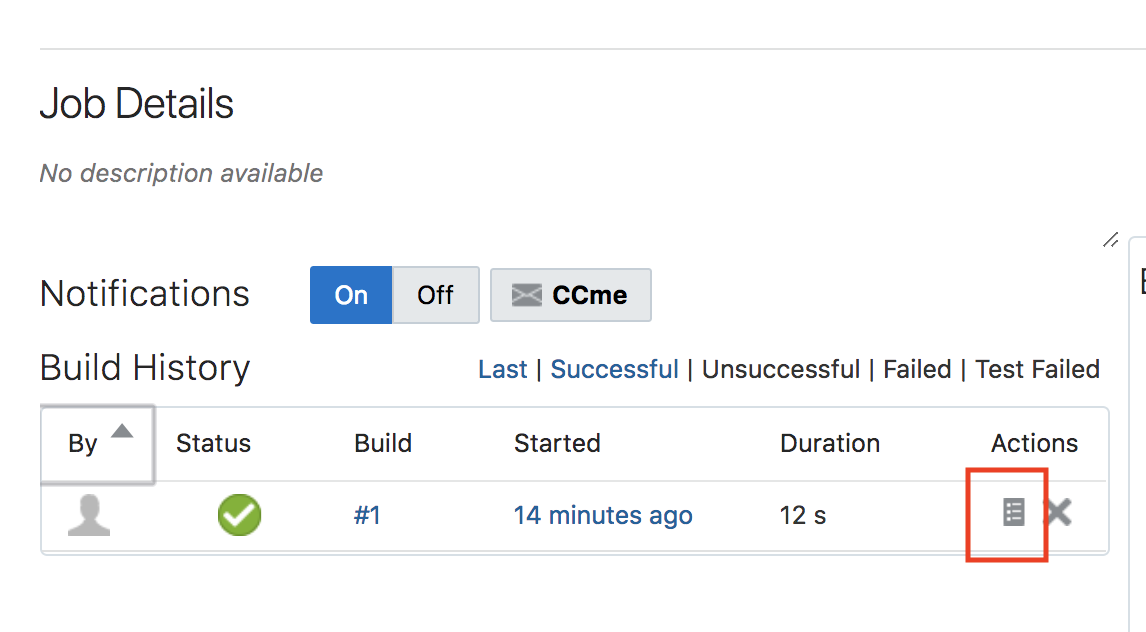 Job Details
No description available
Notifications On Off CCme
Build History Last | Successful | Unsuccessful | Failed | Test Failed
By Status Build Started Duration Actions
#1 14 minutes ago 12 s